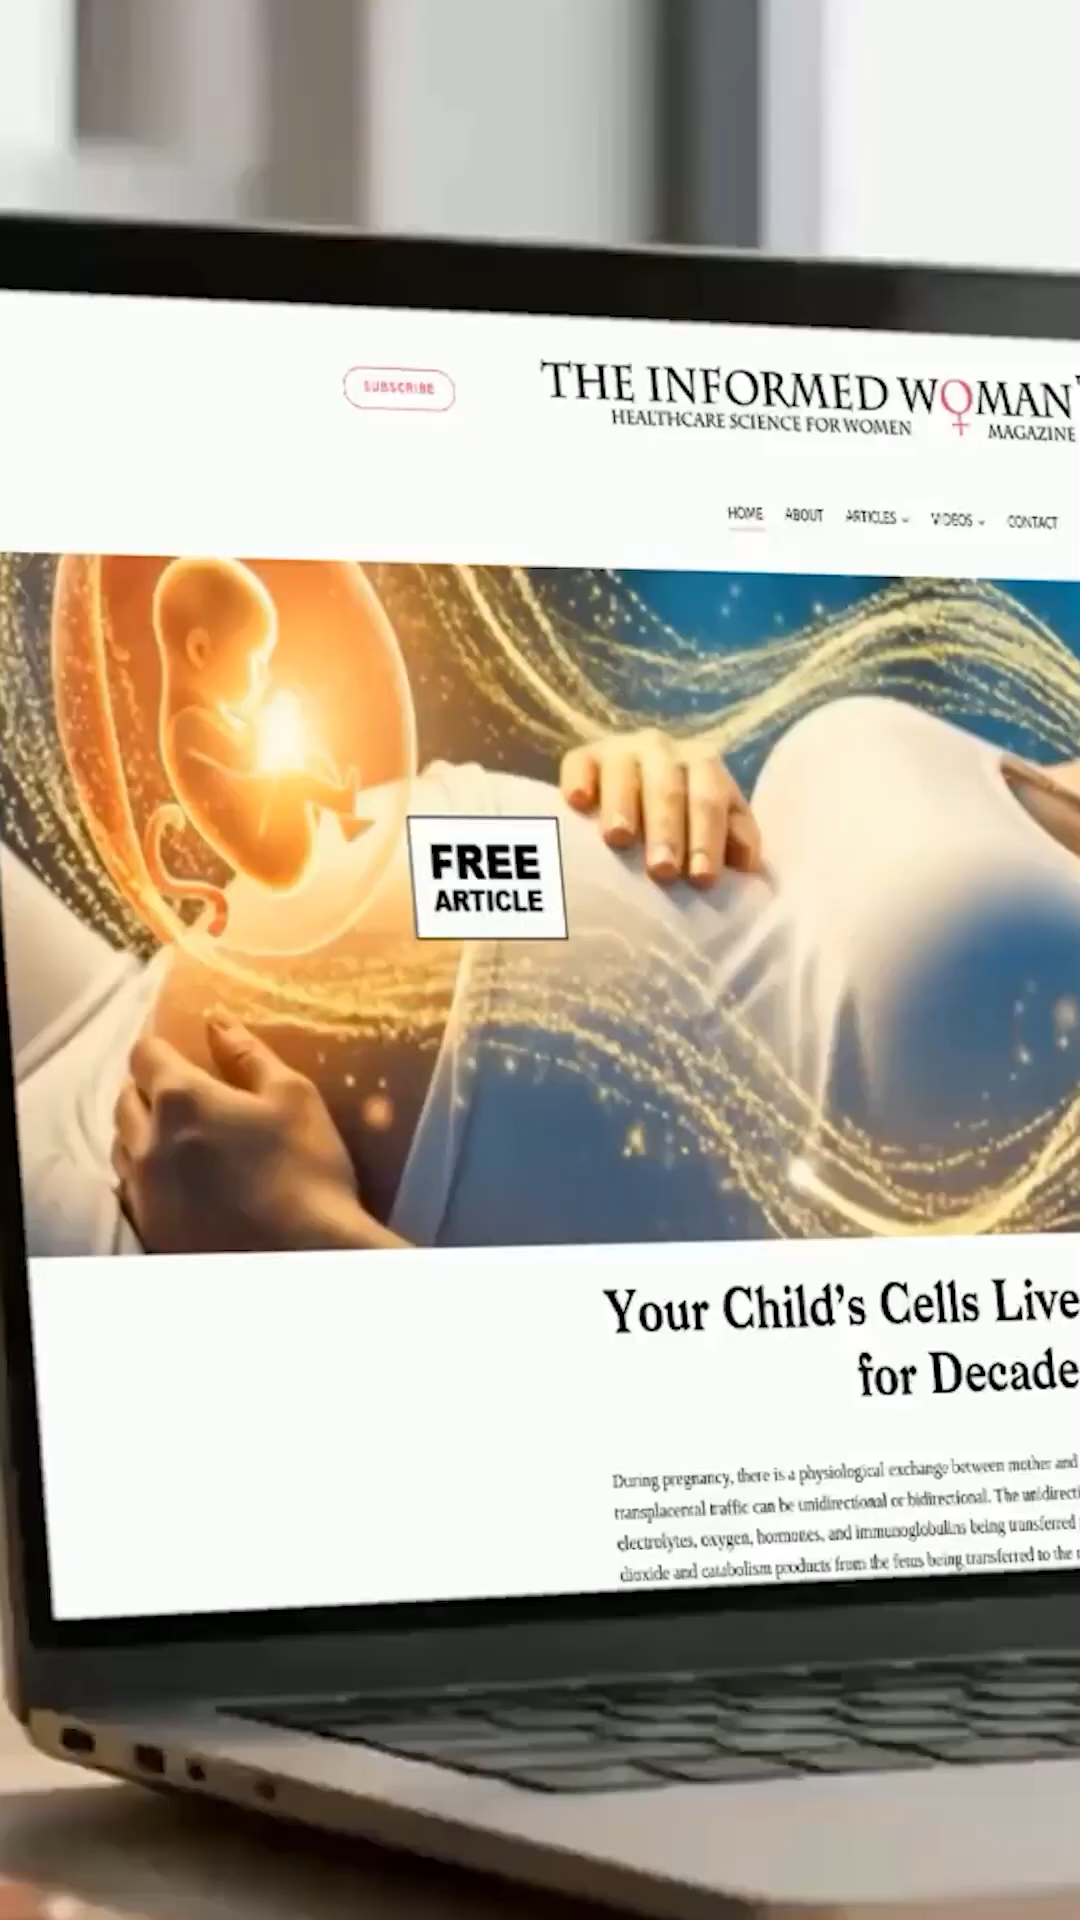 SUBSCRIBE
THE INFORMED WOMAN
HEALTHCARE SCIENCE FOR WOMEN MAGAZINE
HOME ABOUT ARTICLES VIDEOS CONTACT
FREE
ARTICLE
Your Child's Cells Live
for Decade
During pregnancy, there is a physiological exchange between mother and
transplacental traffic can be unidirectional or bidirectional. The unidirecti
electrolytes, oxygen, hormones, and immunoglobulins being transferred
dioxide and catabolism products from the fetus being transferred to the